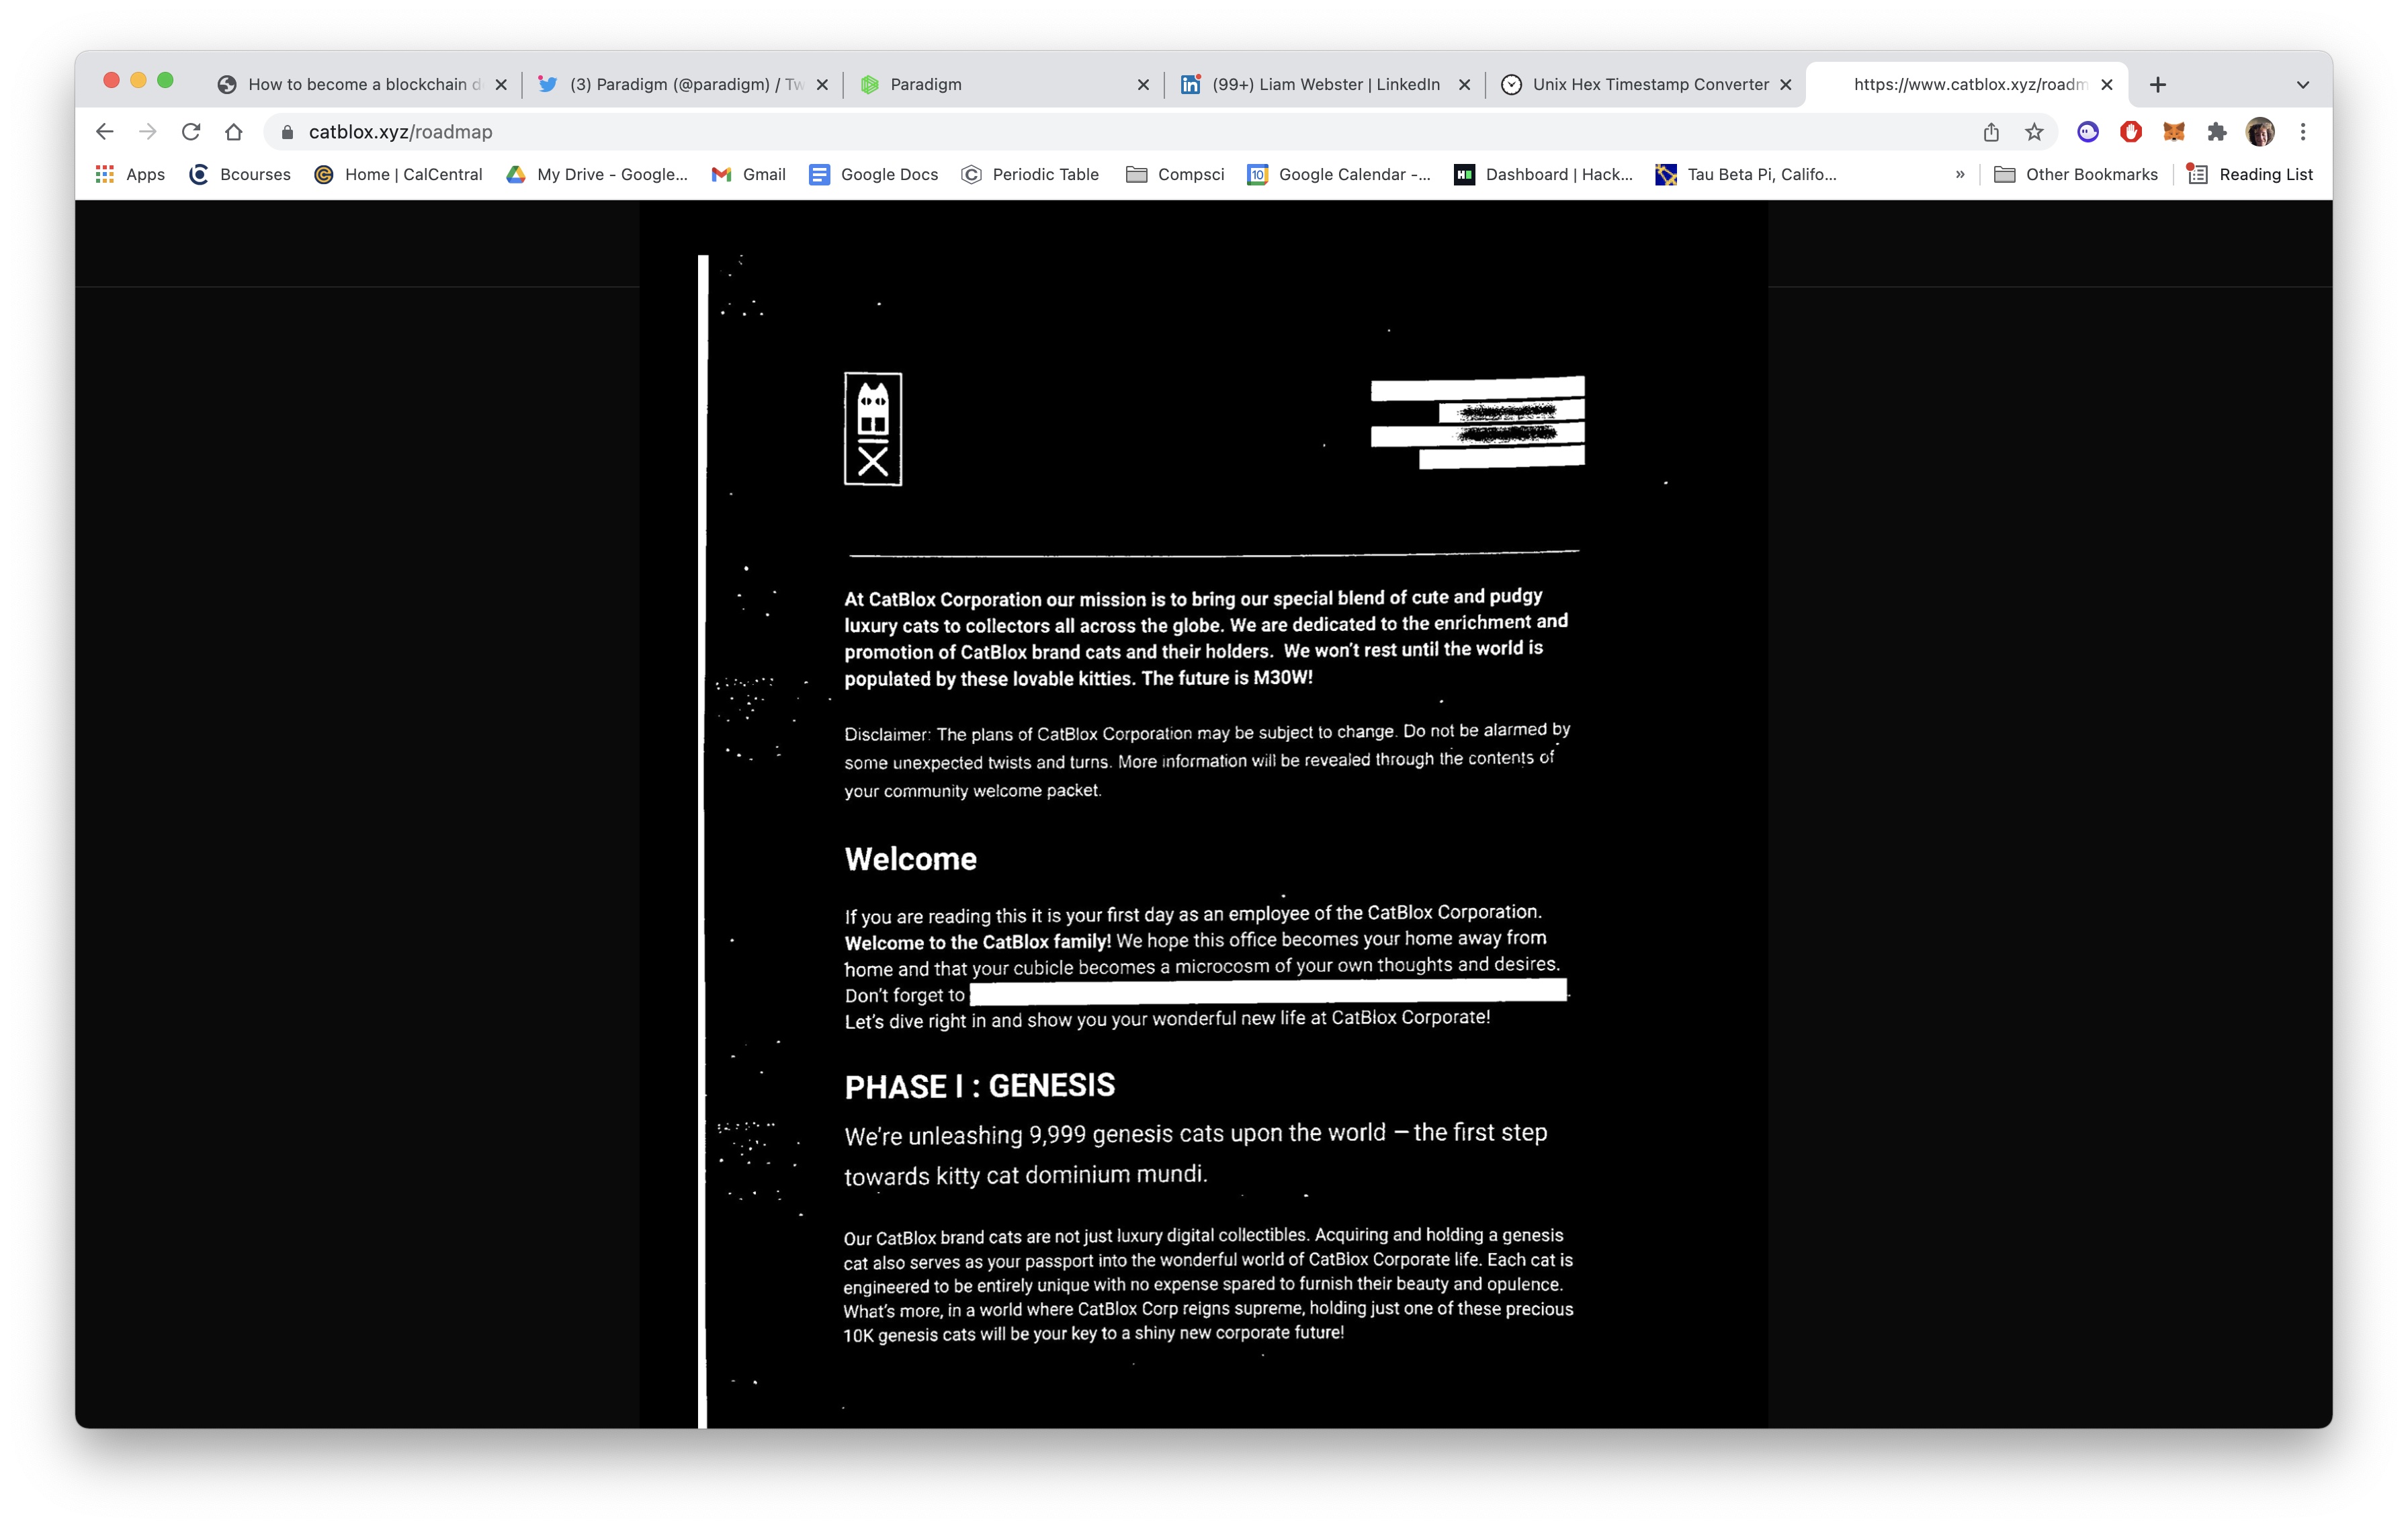 How to become a blockchain d
(3) Paradigm (@paradigm) / Tw
Paradigm
(99+) Liam Webster | LinkedIn
Unix Hex Timestamp Converter
https://www.catblox.xyz/roadm
catblox.xyz/roadmap
Apps
Bcourses
Home | CalCentral
My Drive - Google...
Gmail
Google Docs
Periodic Table
Compsci
10
Google Calendar -...
Dashboard | Hack...
Tau Beta Pi, Califo...
»
Other Bookmarks
Reading List
At CatBlox Corporation our mission is to bring our special blend of cute and pudgy
luxury cats to collectors all across the globe. We are dedicated to the enrichment and
promotion of CatBlox brand cats and their holders. We won't rest until the world is
populated by these lovable kitties. The future is M30W!
Disclaimer: The plans of CatBlox Corporation may be subject to change. Do not be alarmed by
some unexpected twists and turns. More information will be revealed through the contents of
your community welcome packet.
Welcome
If you are reading this it is your first day as an employee of the CatBlox Corporation.
Welcome to the CatBlox family! We hope this office becomes your home away from
home and that your cubicle becomes a microcosm of your own thoughts and desires.
Don't forget to
Let's dive right in and show you your wonderful new life at CatBlox Corporate!
PHASE I : GENESIS
We're unleashing 9,999 genesis cats upon the world – the first step
towards kitty cat dominium mundi.
Our CatBlox brand cats are not just luxury digital collectibles. Acquiring and holding a genesis
cat also serves as your passport into the wonderful world of CatBlox Corporate life. Each cat is
engineered to be entirely unique with no expense spared to furnish their beauty and opulence.
What's more, in a world where CatBlox Corp reigns supreme, holding just one of these precious
10K genesis cats will be your key to a shiny new corporate future!